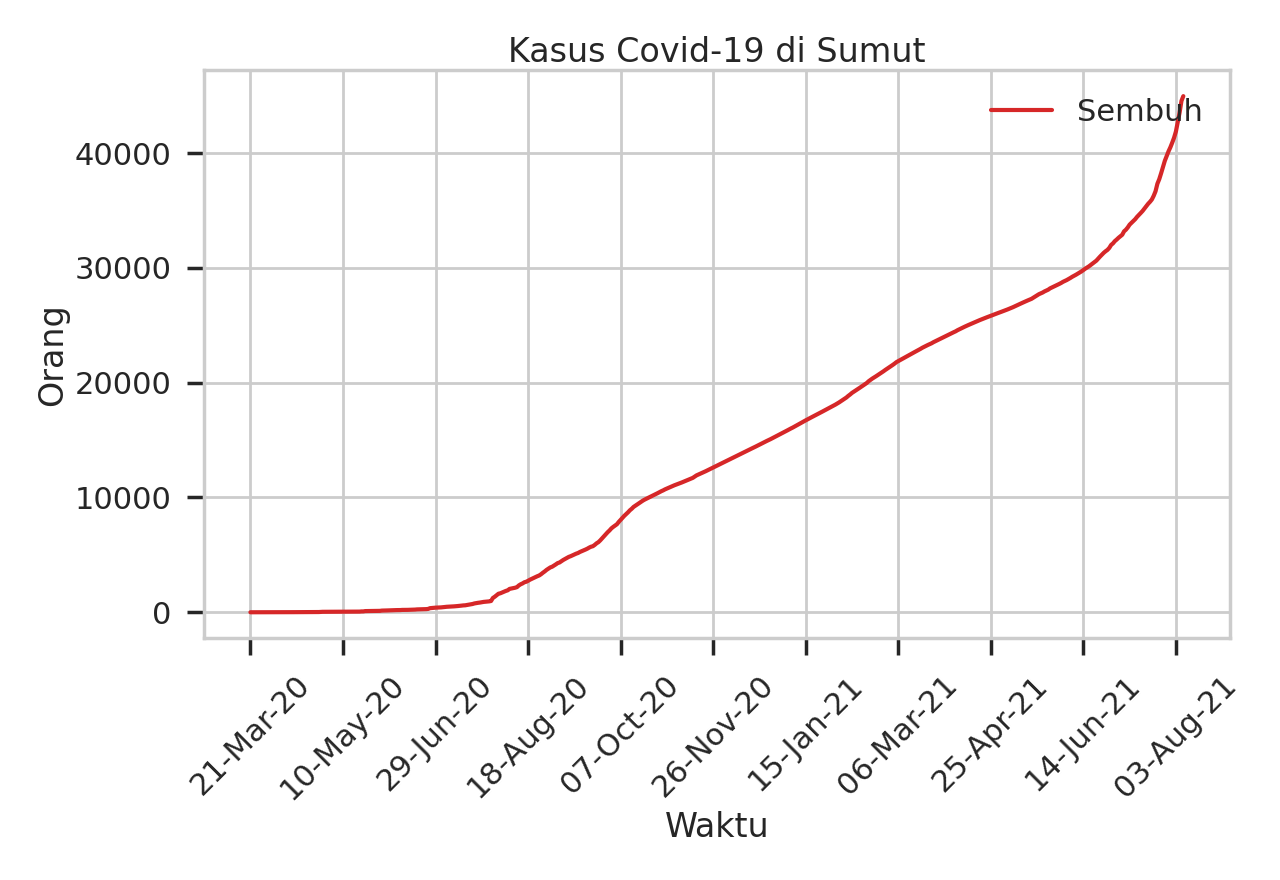 Kasus Covid-19 di Sumut
Sembuh
40000
30000
20000
10000
0
Orang
21-Mar-20
10-May-20
29-Jun-20
18-Aug-20
07-Oct-20
26-Nov-20
15-Jan-21
06-Mar-21
25-Apr-21
14-Jun-21
03-Aug-21
Waktu